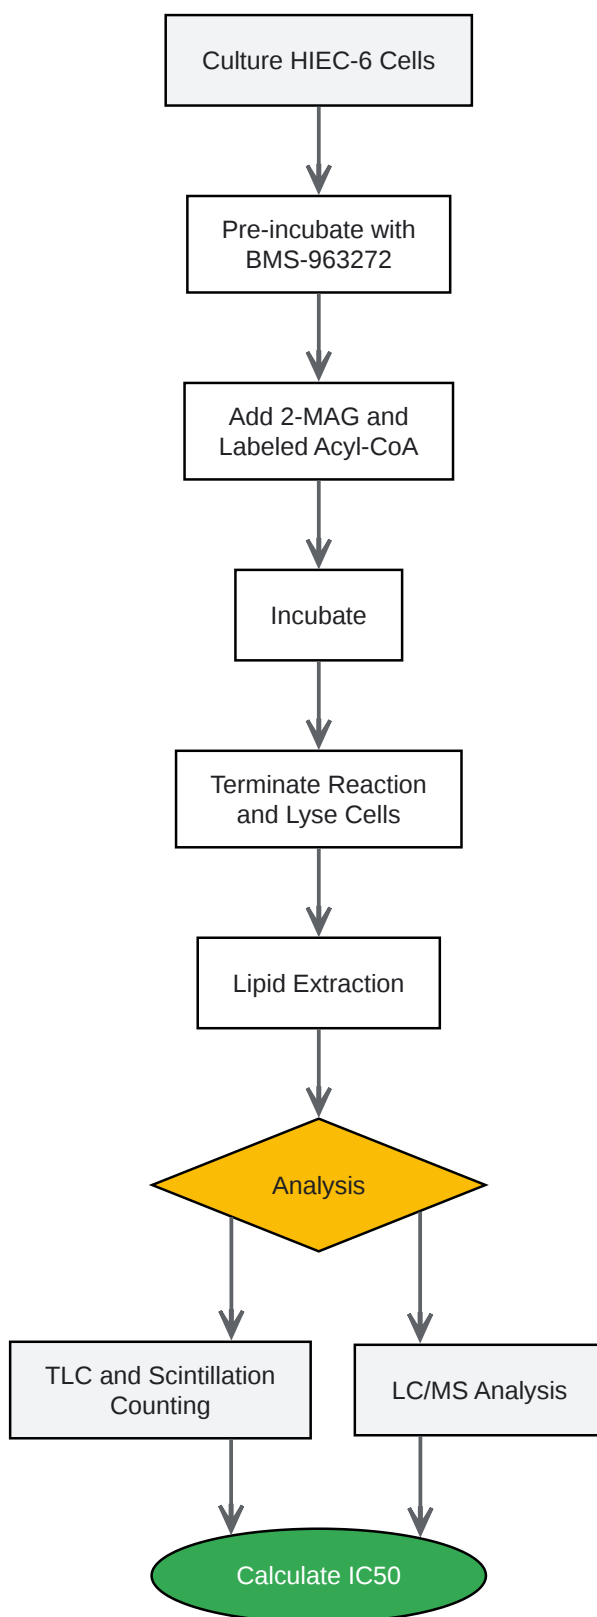 Culture HIEC-6 Cells
Pre-incubate with
BMS-963272
Add 2-MAG and
Labeled Acyl-CoA
Incubate
Terminate Reaction
and Lyse Cells
Lipid Extraction
Analysis
TLC and Scintillation
Counting
LC/MS Analysis
Calculate IC50